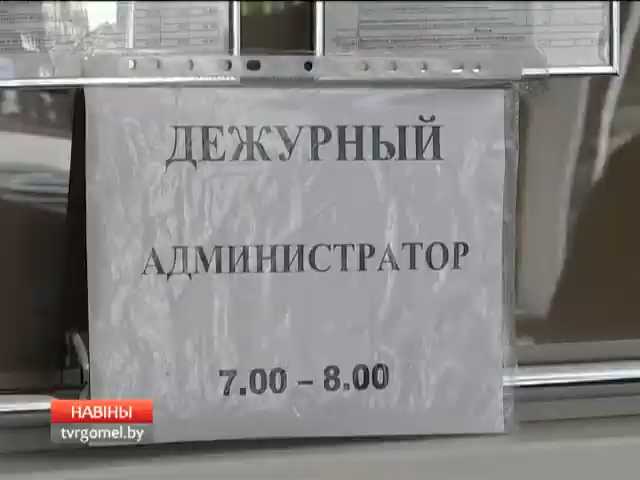 ДЕЖУРНЫЙ
АДМИНИСТРАТОР
7.00 – 8.00
НАВІНЫ
tvrgomel.by